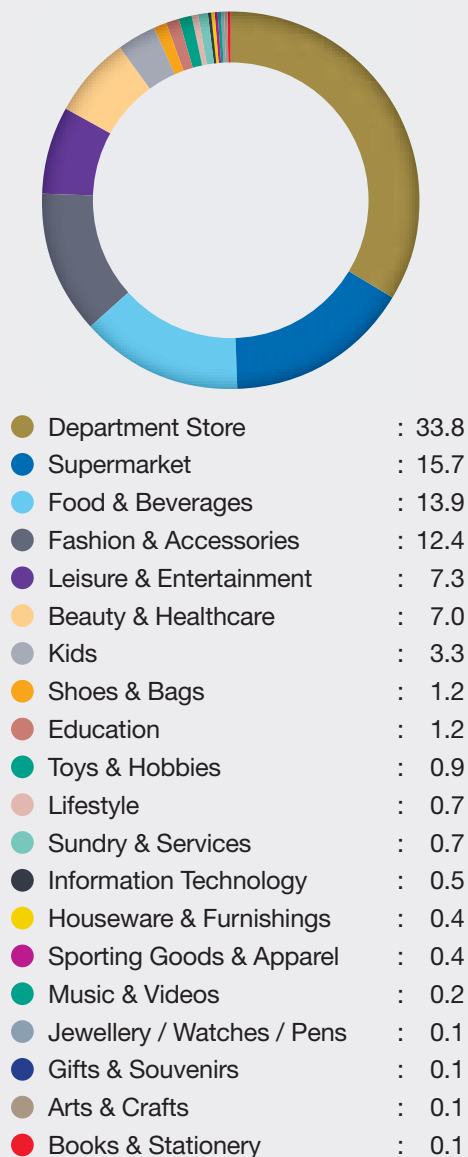 Department Store : 33.8
Supermarket : 15.7
Food & Beverages : 13.9
Fashion & Accessories : 12.4
Leisure & Entertainment : 7.3
Beauty & Healthcare : 7.0
Kids : 3.3
Shoes & Bags : 1.2
Education : 1.2
Toys & Hobbies : 0.9
Lifestyle : 0.7
Sundry & Services : 0.7
Information Technology : 0.5
Houseware & Furnishings : 0.4
Sporting Goods & Apparel : 0.4
Music & Videos : 0.2
Jewellery / Watches / Pens : 0.1
Gifts & Souvenirs : 0.1
Arts & Crafts : 0.1
Books & Stationery : 0.1